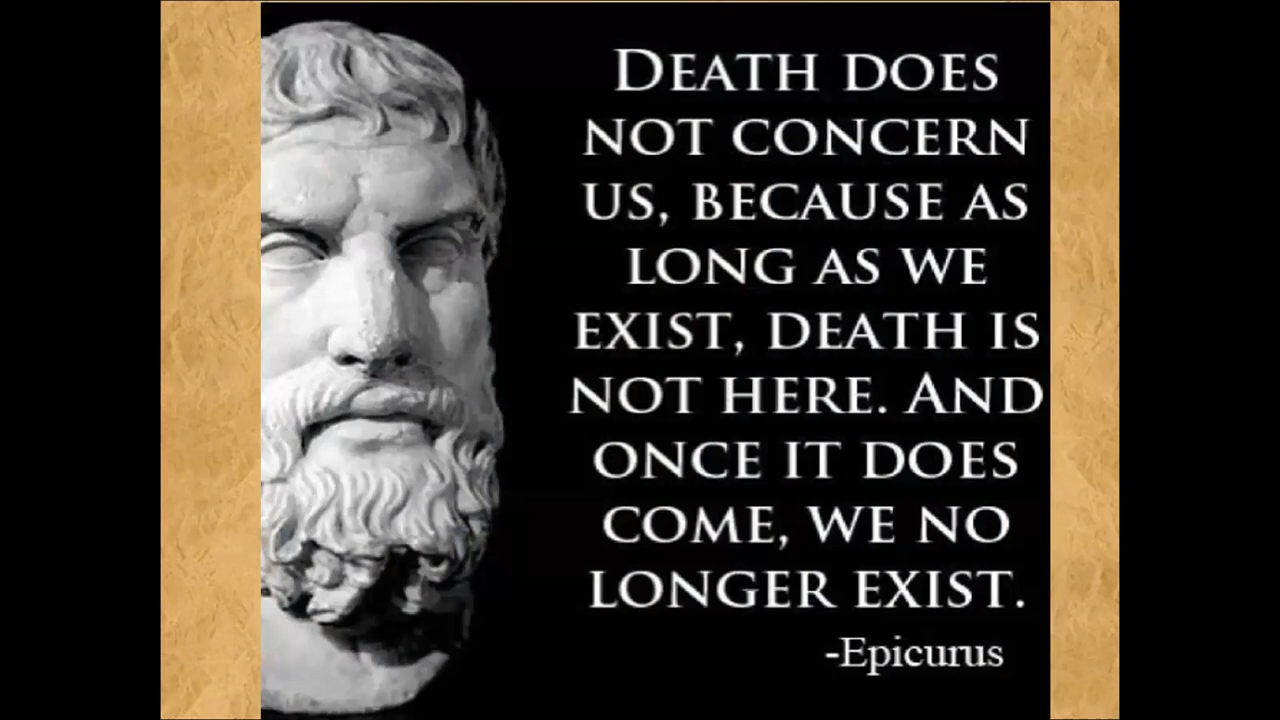 DEATH DOES
NOT CONCERN
US, BECAUSE AS
LONG AS WE
EXIST, DEATH IS
NOT HERE. AND
ONCE IT DOES
COME, WE NO
LONGER EXIST.
-Epicurus